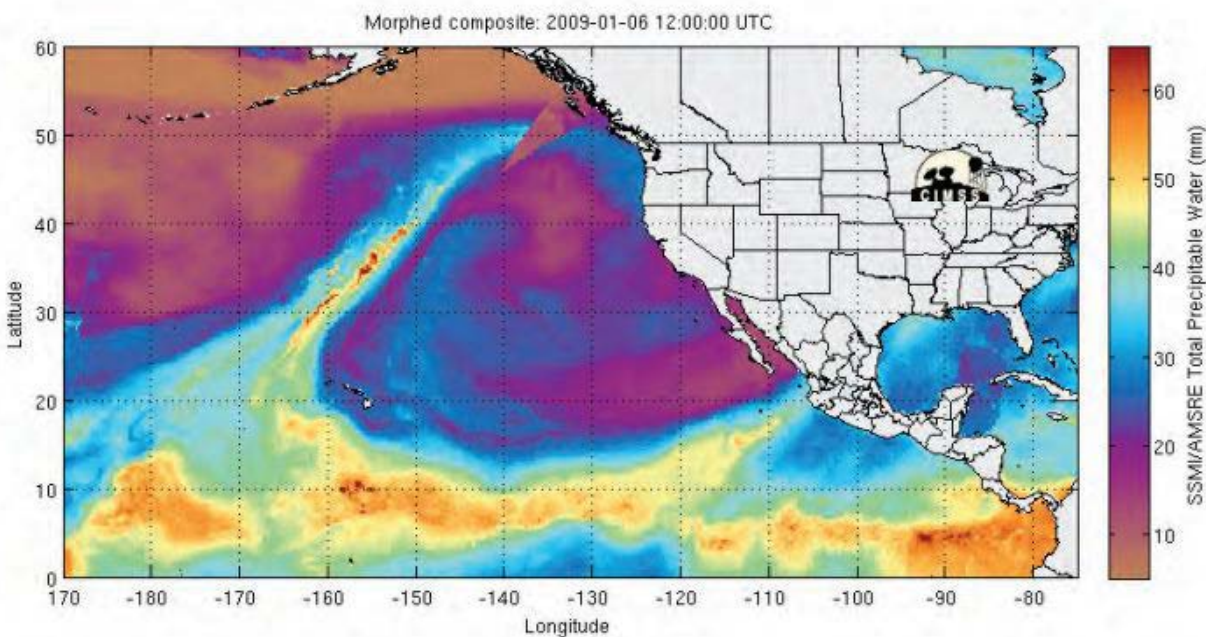 Morphed composite: 2009-01-06 12:00:00 UTC
60
50
40
30
20
10
0
Latitude
170 -180 -170 -160 -150 -140 -130 -120 -110 -100 -90 -80
Longitude
CIMSS
60
50
40
30
20
10
SSMI/AMSRE Total Precipitable Water (mm)